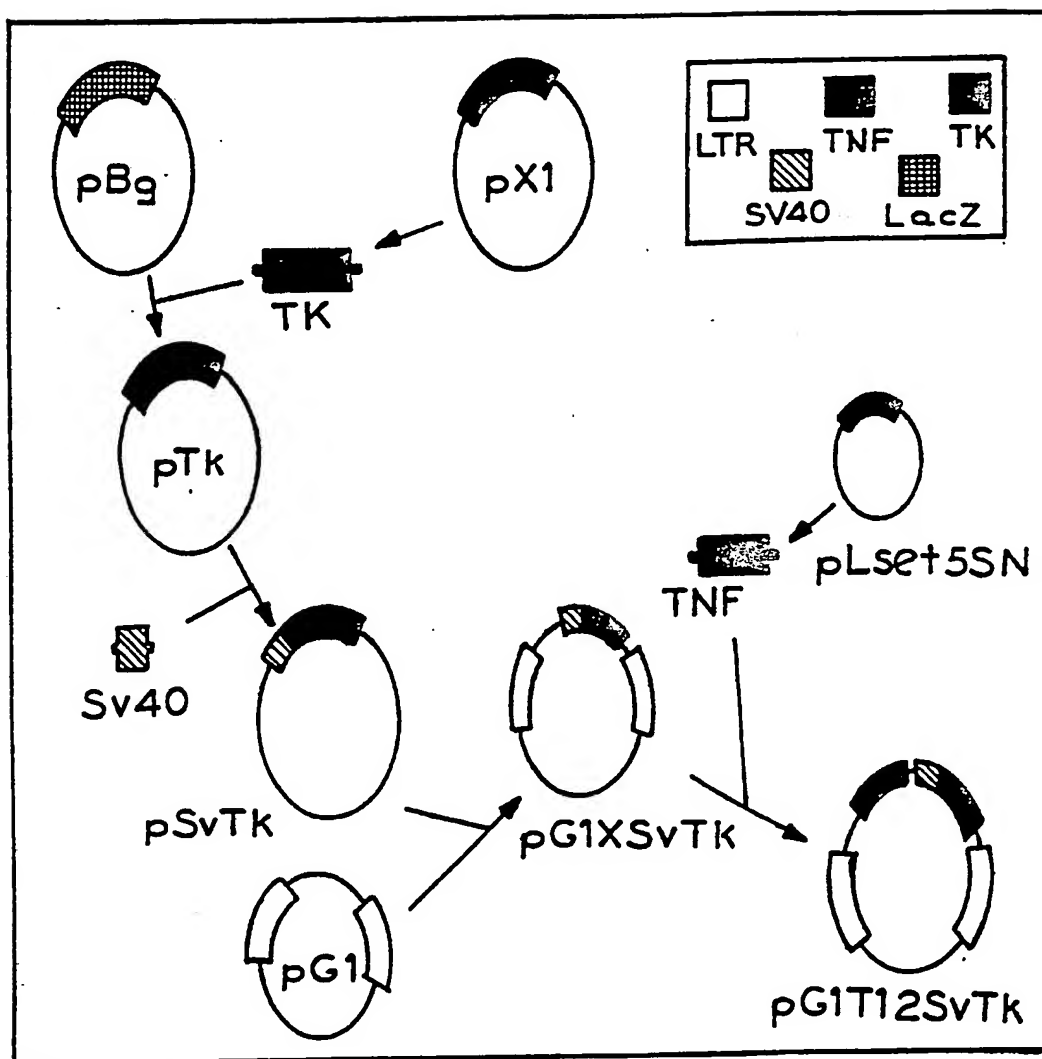 pBg
pX1
LTR
TNF
TK
SV40
LacZ
TK
pTk
pLset5SN
TNF
Sv40
pSvTk
pG1XSvTk
pG1
pG1T12SvTk